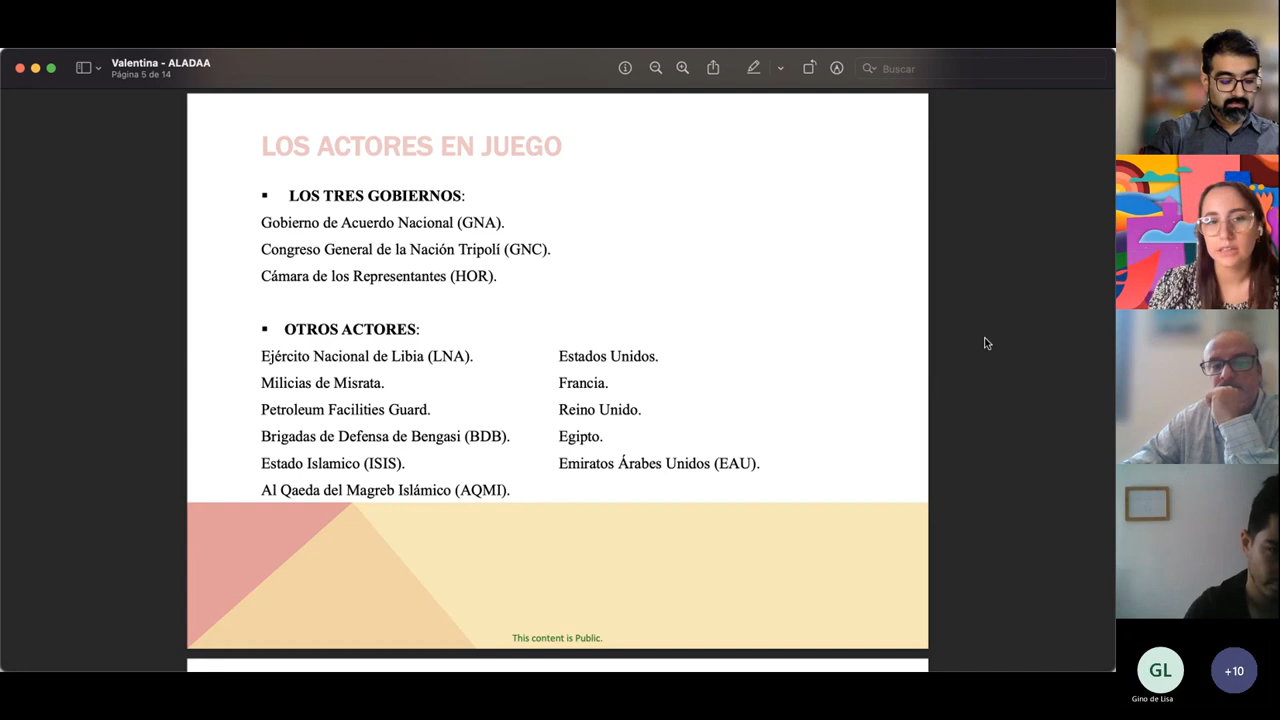 Valentina - ALADAA
Página 5 de 14
Buscar
LOS ACTORES EN JUEGO
▪ LOS TRES GOBIERNOS:
Gobierno de Acuerdo Nacional (GNA).
Congreso General de la Nación Tripolí (GNC).
Cámara de los Representantes (HOR).
▪ OTROS ACTORES:
Ejército Nacional de Libia (LNA).
Milicias de Misrata.
Petroleum Facilities Guard.
Brigadas de Defensa de Bengasi (BDB).
Estado Islamico (ISIS).
Al Qaeda del Magreb Islámico (AQMI).
Estados Unidos.
Francia.
Reino Unido.
Egipto.
Emiratos Árabes Unidos (EAU).
This content is Public.
GL
Gino de Lisa
+10